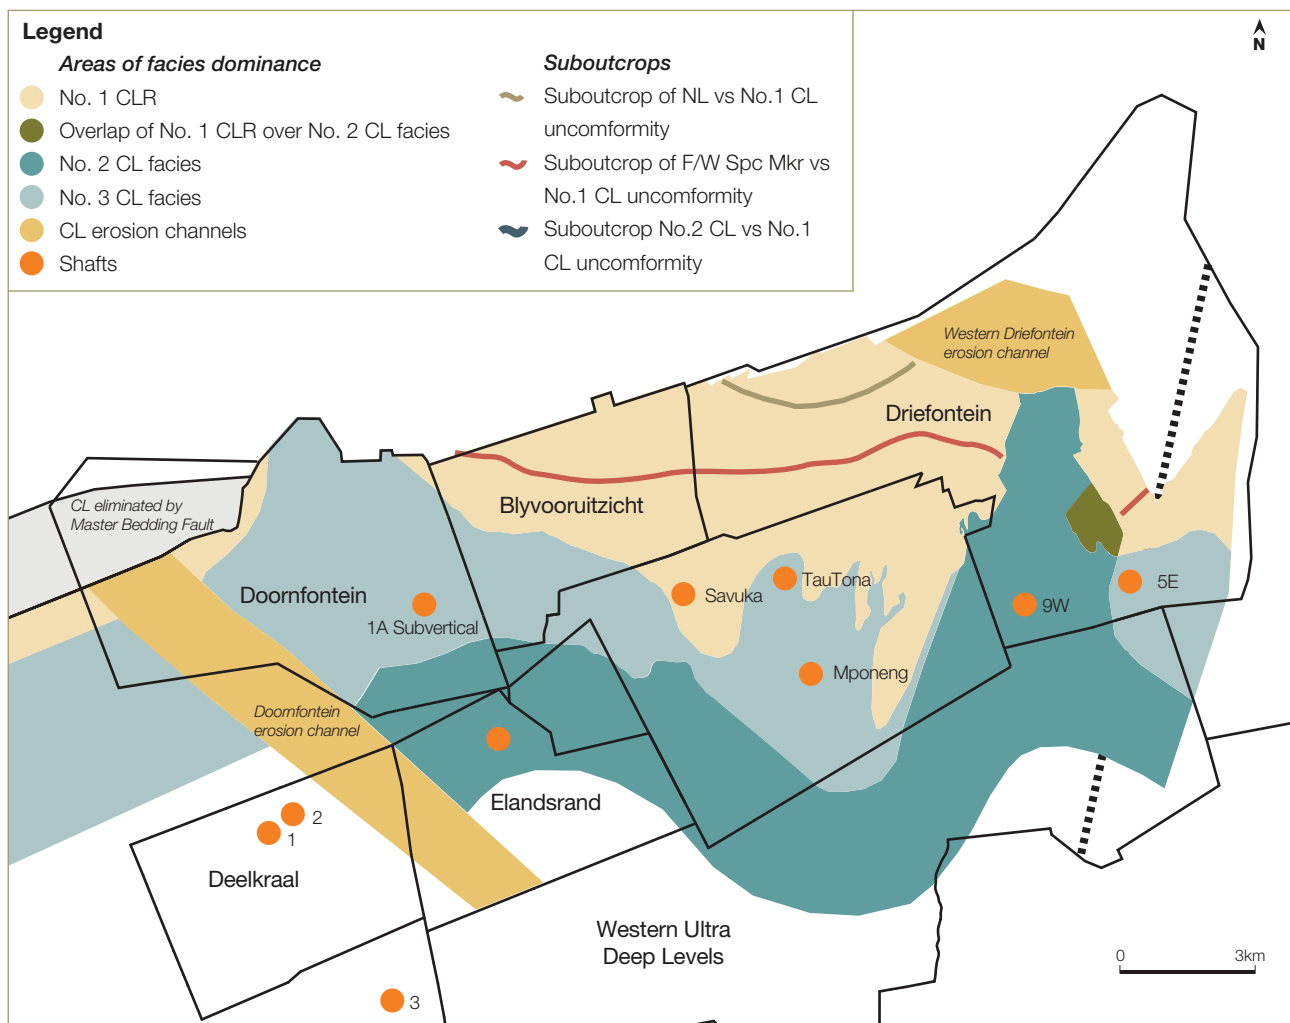 Legend
Areas of facies dominance
No. 1 CLR
Overlap of No. 1 CLR over No. 2 CL facies
No. 2 CL facies
No. 3 CL facies
CL erosion channels
Shafts
Suboutcrops
Suboutcrop of NL vs No.1 CL
uncomformity
Suboutcrop of F/W Spc Mkr vs
No.1 CL uncomformity
Suboutcrop No.2 CL vs No.1
CL uncomformity
N
Western Driefontein
erosion channel
Driefontein
Blyvooruitzicht
CL eliminated by
Master Bedding Fault
Doornfontein
1A Subvertical
Savuka
TauTona
9W
5E
Mponeng
Doornfontein
erosion channel
Elandsrand
2
1
Deelkraal
Western Ultra
Deep Levels
3
0
3km